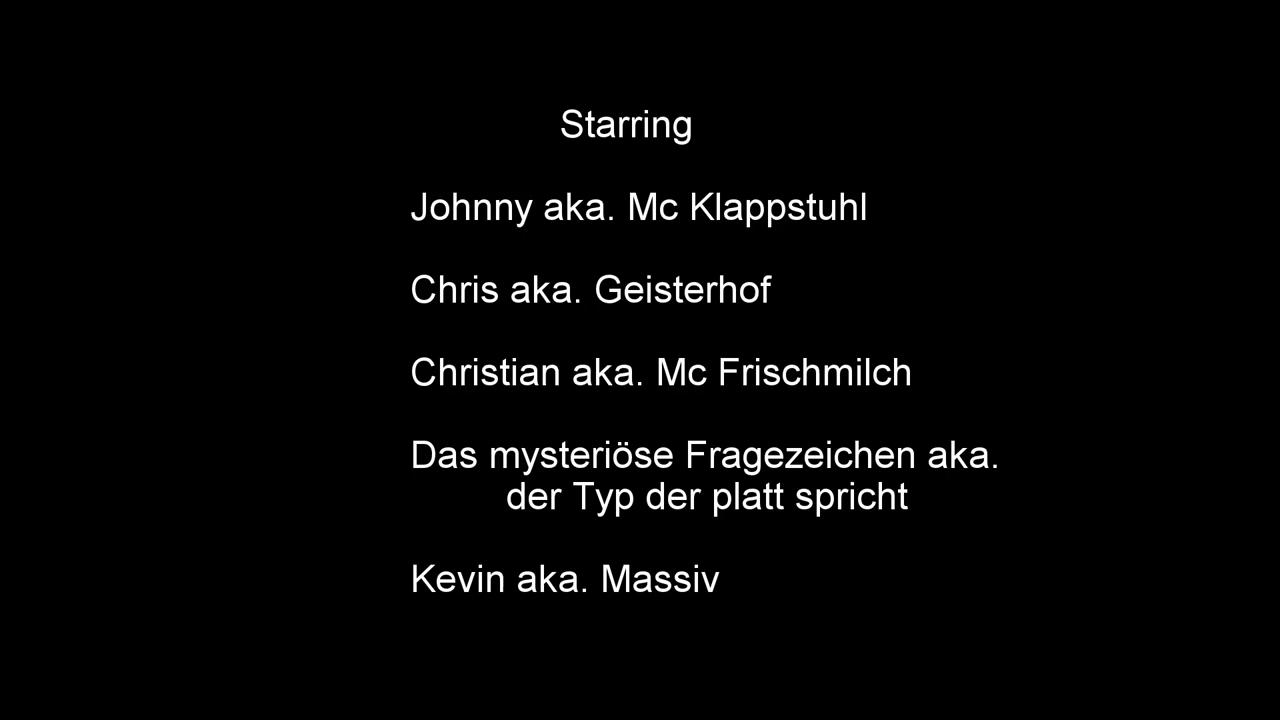 Starring
Johnny aka. Mc Klappstuhl
Chris aka. Geisterhof
Christian aka. Mc Frischmilch
Das mysteriöse Fragezeichen aka.
der Typ der platt spricht
Kevin aka. Massiv